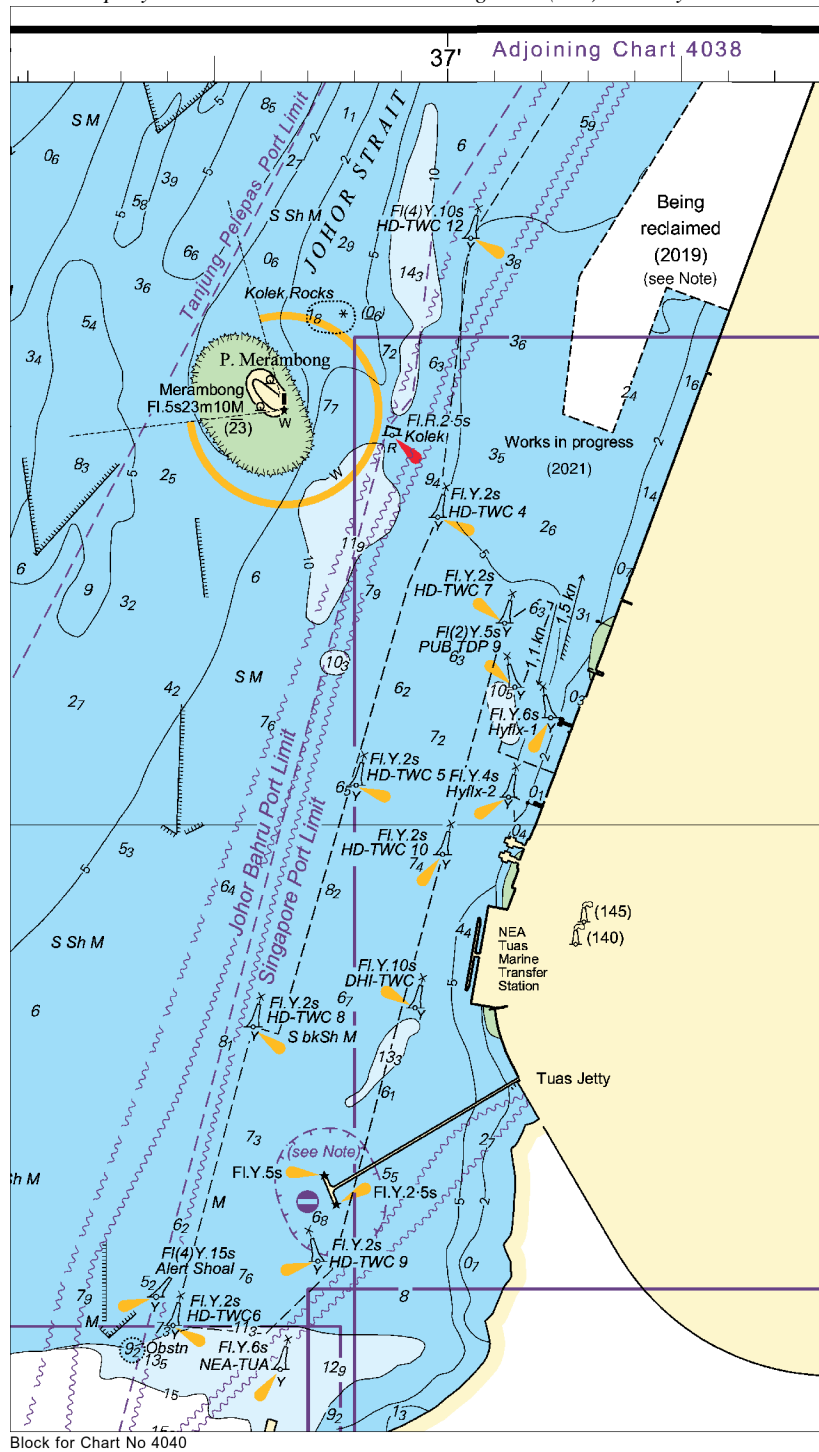 Adjoining Chart 4038
37'
S M
8₅
1₁
5₉
0₆
3₉
2₇
6
5₈
Tanjung Pelepas Port Limit
JOHOR STRAIT
S Sh M
Fl(4)Y.10s
HD-TWC 12
Being
reclaimed
(2019)
(see Note)
6₆
0₆
2₉
3₈
3₆
14₃
10
Kolek Rocks
1₈
(0₆
5₄
3₄
7₂
3₆
6₃
P. Merambong
Merambong
Fl.5s23m10M
(23)
W
7₇
2₄
1₆
Fl.R.2·5s
Kolek
R
Works in progress
(2021)
3₅
8₃
2₅
W
9₄
Fl.Y.2s
HD-TWC 4
Y
1₄
2₆
6
11₉
6
9
3₂
10
7₉
Fl.Y.2s
HD-TWC 7
6₃
1,1 kn
1,5 kn
3₁
0₇
Fl(2)Y.5s
Y
PUB TDP 9
6₃
10₃
S M
4₂
2₇
6₂
10₅
Y
0₃
Fl.Y.6s
Hyflx-1
Y
7₆
7₂
Fl.Y.2s
HD-TWC 5
6₅
Y
Fl.Y.4s
Hyflx-2
Y
0₁
Johor Bahru Port Limit
Singapore Port Limit
Fl.Y.2s
HD-TWC 10
7₄
Y
0₄
5₃
6₄
8₂
S Sh M
4₄
NEA
Tuas
Marine
Transfer
Station
(145)
(140)
Fl.Y.10s
DHI-TWC
Y
6
6₇
Fl.Y.2s
HD-TWC 8
Y
8₁
S bkSh M
13₃
Tuas Jetty
6₁
7₃
(see Note)
2₇
h M
Fl.Y.5s
5₅
Fl.Y.2·5s
M
6₂
6₈
Fl.Y.2s
HD-TWC 9
Y
0₇
Fl(4)Y.15s
Alert Shoal
5₂
Y
7₉
7₆
8
Fl.Y.2s
HD-TWC6
Y
M
7₃
11₃
9₂
Obstn
13₅
Fl.Y.6s
NEA-TUA
Y
12₉
15
15
9₂
1₃
Block for Chart No 4040